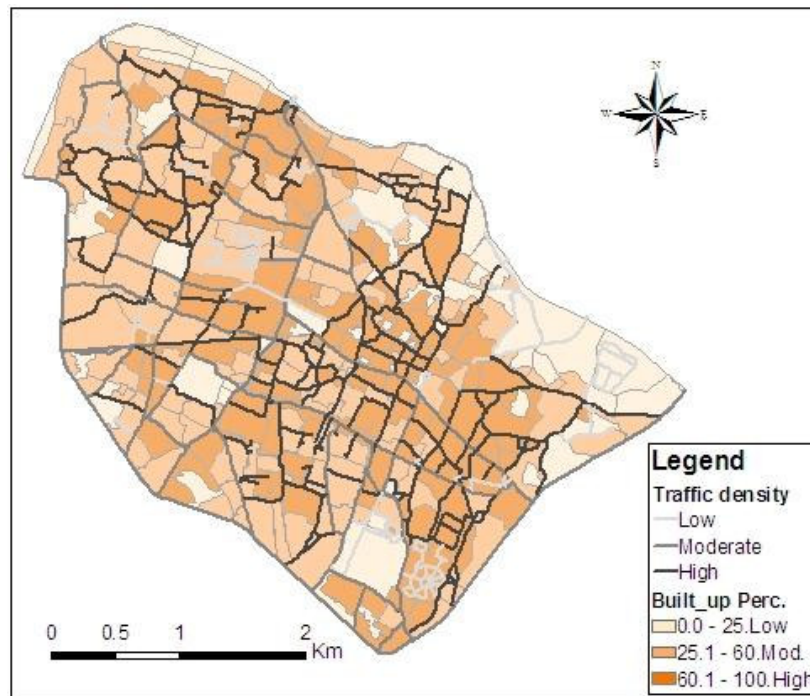 N
W E
S
Legend
Traffic density
Low
Moderate
High
Built_up Perc.
0.0 - 25.Low
25.1 - 60.Mod.
60.1 - 100.High
0 0.5 1 2
Km